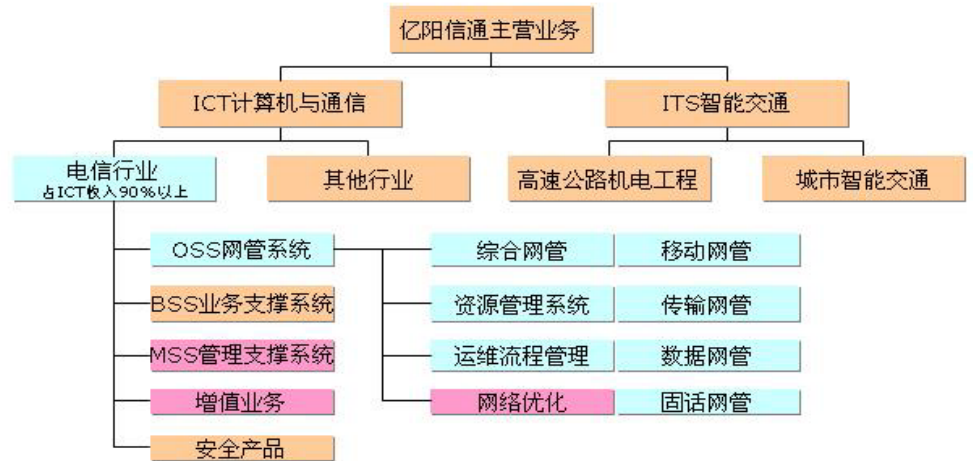 亿阳信通主营业务
ICT计算机与通信
ITS智能交通
电信行业
占ICT收入90%以上
其他行业
高速公路机电工程
城市智能交通
OSS网管系统
综合网管
移动网管
BSS业务支撑系统
资源管理系统
传输网管
MSS管理支撑系统
运维流程管理
数据网管
增值业务
网络优化
固话网管
安全产品